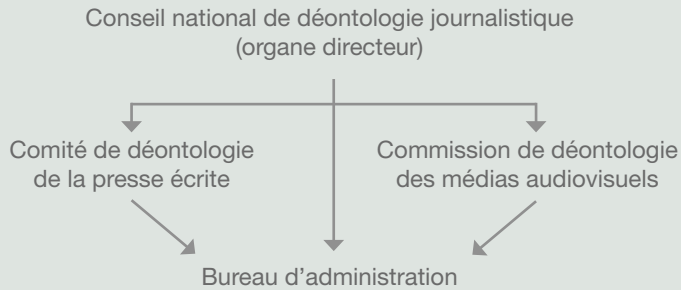 Conseil national de déontologie journalistique
(organe directeur)
Comité de déontologie
de la presse écrite
Commission de déontologie
des médias audiovisuels
Bureau d’administration